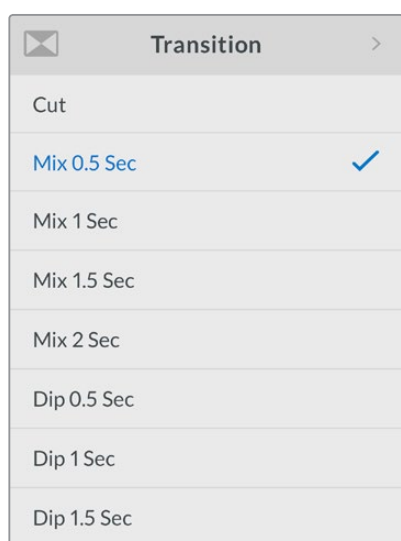 Transition
Cut
Mix 0.5 Sec
Mix 1 Sec
Mix 1.5 Sec
Mix 2 Sec
Dip 0.5 Sec
Dip 1 Sec
Dip 1.5 Sec